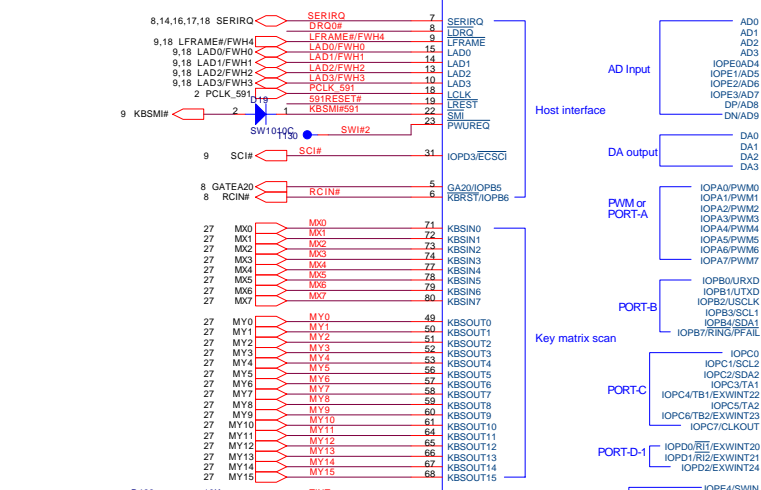 8,14,16,17,18 SERIRQ SERIRQ 7 SERIRQ AD0
DRQ0# 8 LDRQ AD1
9,18 LFRAME#/FWH4 LFRAME#/FWH4 9 LFRAME AD2
9,18 LAD0/FWH0 LAD0/FWH0 15 LAD0 AD3
9,18 LAD1/FWH1 LAD1/FWH1 14 LAD1 IOPE0AD4
9,18 LAD2/FWH2 LAD2/FWH2 13 LAD2 AD Input IOPE1/AD5
9,18 LAD3/FWH3 LAD3/FWH3 10 LAD3 IOPE2/AD6
2 PCLK_591 PCLK_591 18 LCLK IOPE3/AD7
D19 591RESET# 19 LREST DP/AD8
9 KBSMI# 2 1 KBSMI#591 22 SMI Host interface DN/AD9
SW1010C T130 SWI#2 23 PWUREQ
DA0
DA1
9 SCI# SCI# 31 IOPD3/ECSCI DA output DA2
DA3
8 GATEA20 5 GA20/IOPB5 IOPA0/PWM0
8 RCIN# RCIN# 6 KBRST/IOPB6 IOPA1/PWM1
PWM or IOPA2/PWM2
PORT-A IOPA3/PWM3
27 MX0 MX0 71 KBSIN0 IOPA4/PWM4
27 MX1 MX1 72 KBSIN1 IOPA5/PWM5
27 MX2 MX2 73 KBSIN2 IOPA6/PWM6
27 MX3 MX3 74 KBSIN3 IOPA7/PWM7
27 MX4 MX4 77 KBSIN4
27 MX5 MX5 78 KBSIN5 IOPB0/URXD
27 MX6 MX6 79 KBSIN6 IOPB1/UTXD
27 MX7 MX7 80 KBSIN7 IOPB2/USCLK
PORT-B IOPB3/SCL1
27 MY0 MY0 49 KBSOUT0 IOPB4/SDA1
27 MY1 MY1 50 KBSOUT1 IOPB7/RING/PFAIL
27 MY2 MY2 51 KBSOUT2 Key matrix scan
27 MY3 MY3 52 KBSOUT3 IOPC0
27 MY4 MY4 53 KBSOUT4 IOPC1/SCL2
27 MY5 MY5 56 KBSOUT5 IOPC2/SDA2
27 MY6 MY6 57 KBSOUT6 PORT-C IOPC3/TA1
27 MY7 MY7 58 KBSOUT7 IOPC4/TB1/EXWINT22
27 MY8 MY8 59 KBSOUT8 IOPC5/TA2
27 MY9 MY9 60 KBSOUT9 IOPC6/TB2/EXWINT23
27 MY10 MY10 61 KBSOUT10 IOPC7/CLKOUT
27 MY11 MY11 64 KBSOUT11
27 MY12 MY12 65 KBSOUT12 IOPD0/RI1/EXWINT20
27 MY13 MY13 66 KBSOUT13 PORT-D-1 IOPD1/RI2/EXWINT21
27 MY14 MY14 67 KBSOUT14 IOPD2/EXWINT24
27 MY15 MY15 68 KBSOUT15
IOPE4/SWIN